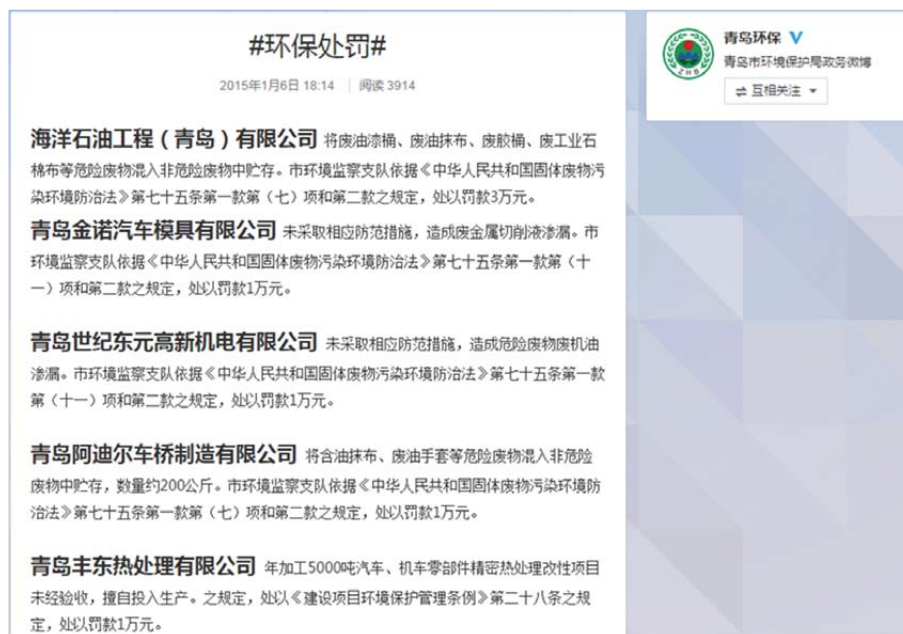 #环保处罚#
2015年1月6日 18:14 | 阅读 3914
海洋石油工程（青岛）有限公司 将废油漆桶、废油抹布、废胶桶、废工业石
棉布等危险废物混入非危险废物中贮存。市环境监察支队依据《中华人民共和国固体废物污
染环境防治法》第七十五条第一款第（七）项和第二款之规定，处以罚款3万元。
青岛金诺汽车模具有限公司 未采取相应防范措施，造成废金属切削液渗漏。市
环境监察支队依据《中华人民共和国固体废物污染环境防治法》第七十五条第一款第（十
一）项和第二款之规定，处以罚款1万元。
青岛世纪东元高新机电有限公司 未采取相应防范措施，造成危险废物废机油
渗漏。市环境监察支队依据《中华人民共和国固体废物污染环境防治法》第七十五条第一款
第（十一）项和第二款之规定，处以罚款1万元。
青岛阿迪尔车桥制造有限公司 将含油抹布、废油手套等危险废物混入非危险
废物中贮存，数量约200公斤。市环境监察支队依据《中华人民共和国固体废物污染环境防
治法》第七十五条第一款第（七）项和第二款之规定，处以罚款1万元。
青岛丰东热处理有限公司 年加工5000吨汽车、机车零部件精密热处理改性项目
未经验收，擅自投入生产。之规定，处以《建设项目环境保护管理条例》第二十八条之规
定，处以罚款1万元。
青岛环保
青岛市环境保护局政务微博
互相关注
ZHB